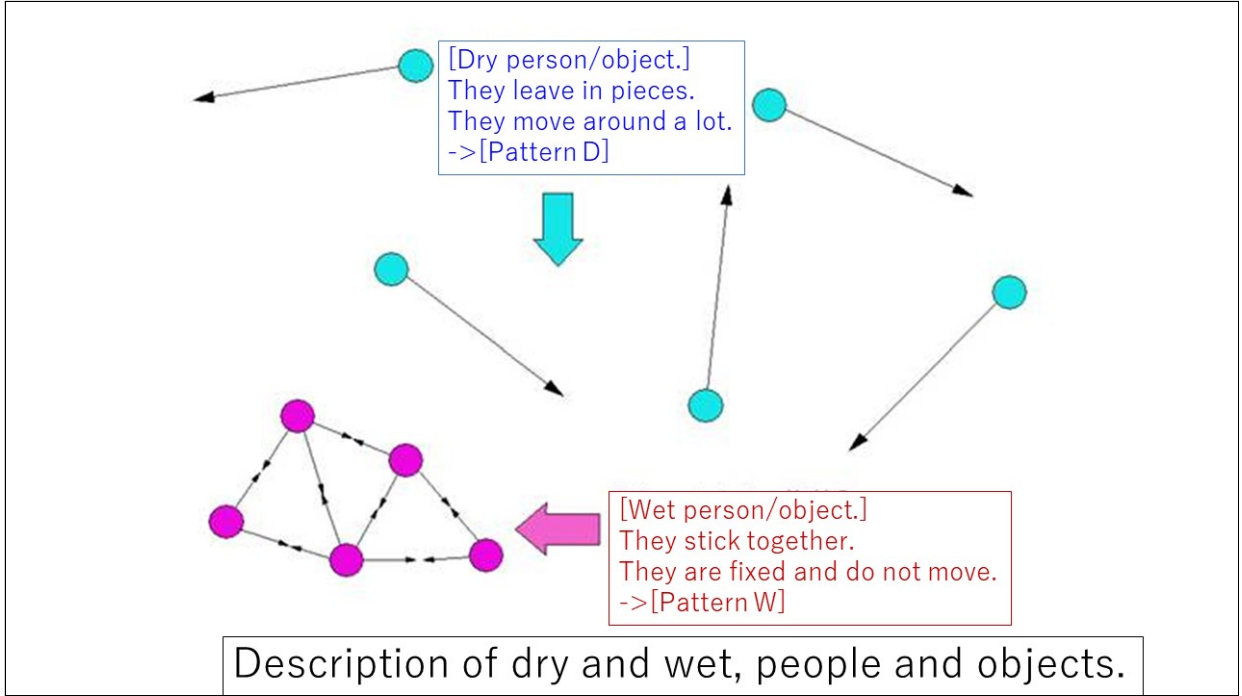 [Dry person/object.]
They leave in pieces.
They move around a lot.
->[Pattern D]
[Wet person/object.]
They stick together.
They are fixed and do not move.
->[Pattern W]
Description of dry and wet, people and objects.